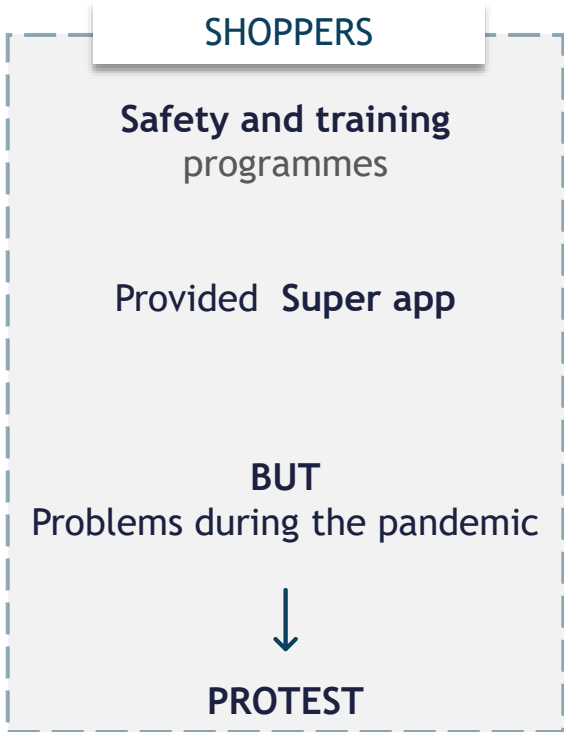 SHOPPERS
Safety and training
programmes
Provided Super app
BUT
Problems during the pandemic
PROTEST